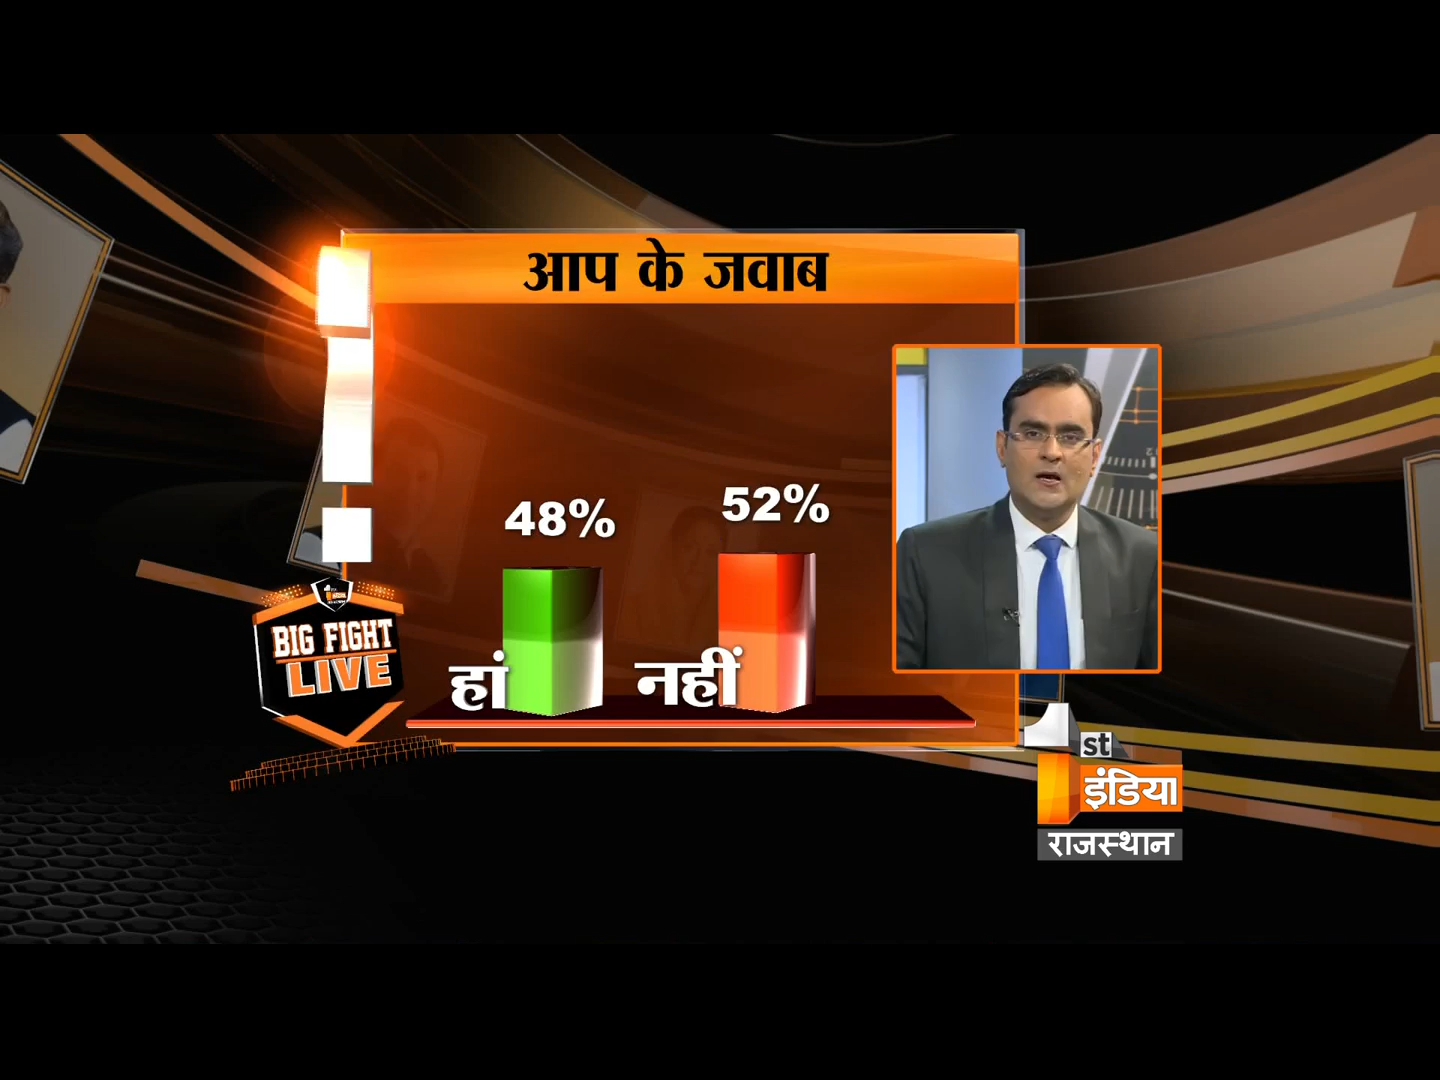 आप के जवाब
48%
52%
हां
नहीं
BIG FIGHT
LIVE
1st
इंडिया
राजस्थान